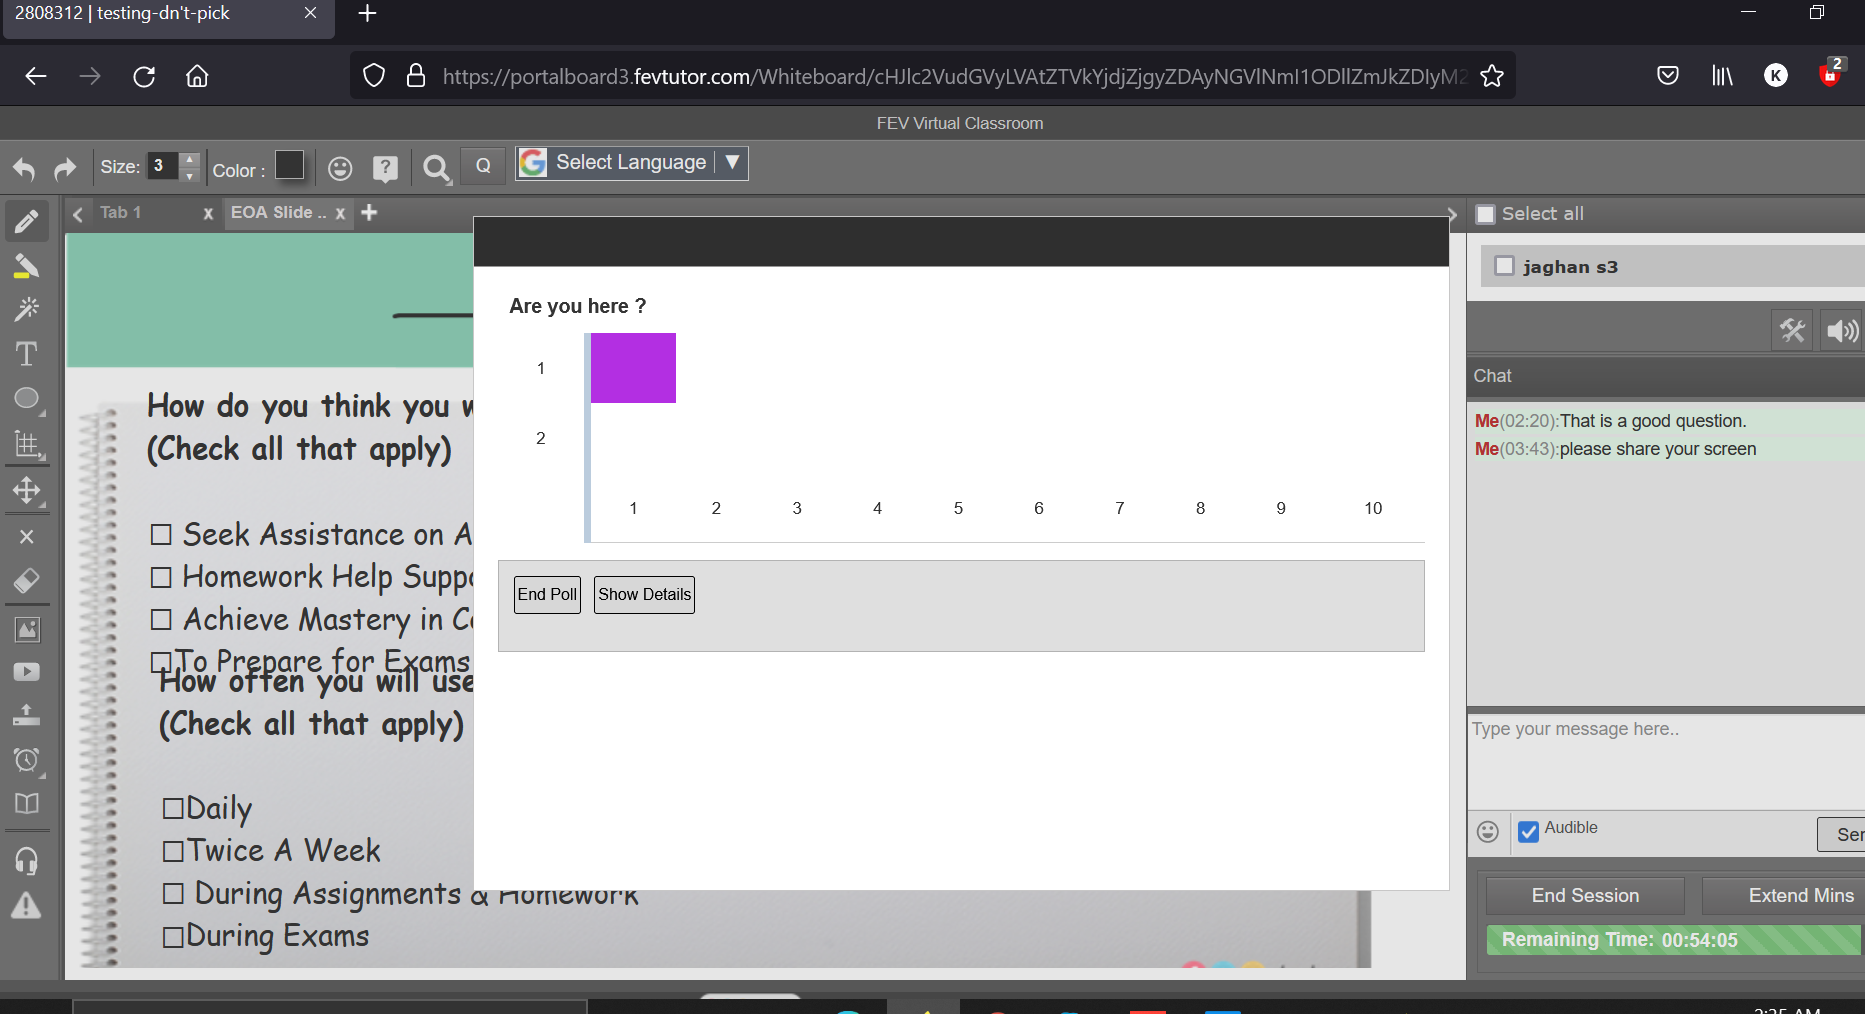 2808312 | testing-dn't-pick
https://portalboard3.fevtutor.com/Whiteboard/cHJlc2VudGVyLVAtZTVkYjdjZjgyZDAyNGVlNmI1ODllZmJkZDIyM2
K
2
FEV Virtual Classroom
Size: 3
Color :
?
Q
Select Language ▼
Tab 1 x
EOA Slide .. x +
Select all
jaghan s3
T
How do you think you
(Check all that apply)
☐ Seek Assistance on
☐ Homework Help
☐ Achieve Mastery in
☐To Prepare for Exams
How often you will use
(Check all that apply)
☐Daily
☐Twice A Week
☐ During Assignments & Homework
☐During Exams
Are you here ?
1
2
1 2 3 4 5 6 7 8 9 10
End Poll
Show Details
Chat
Me(02:20):That is a good question.
Me(03:43):please share your screen
Type your message here..
Audible
End Session
Extend Mins
Remaining Time: 00:54:05